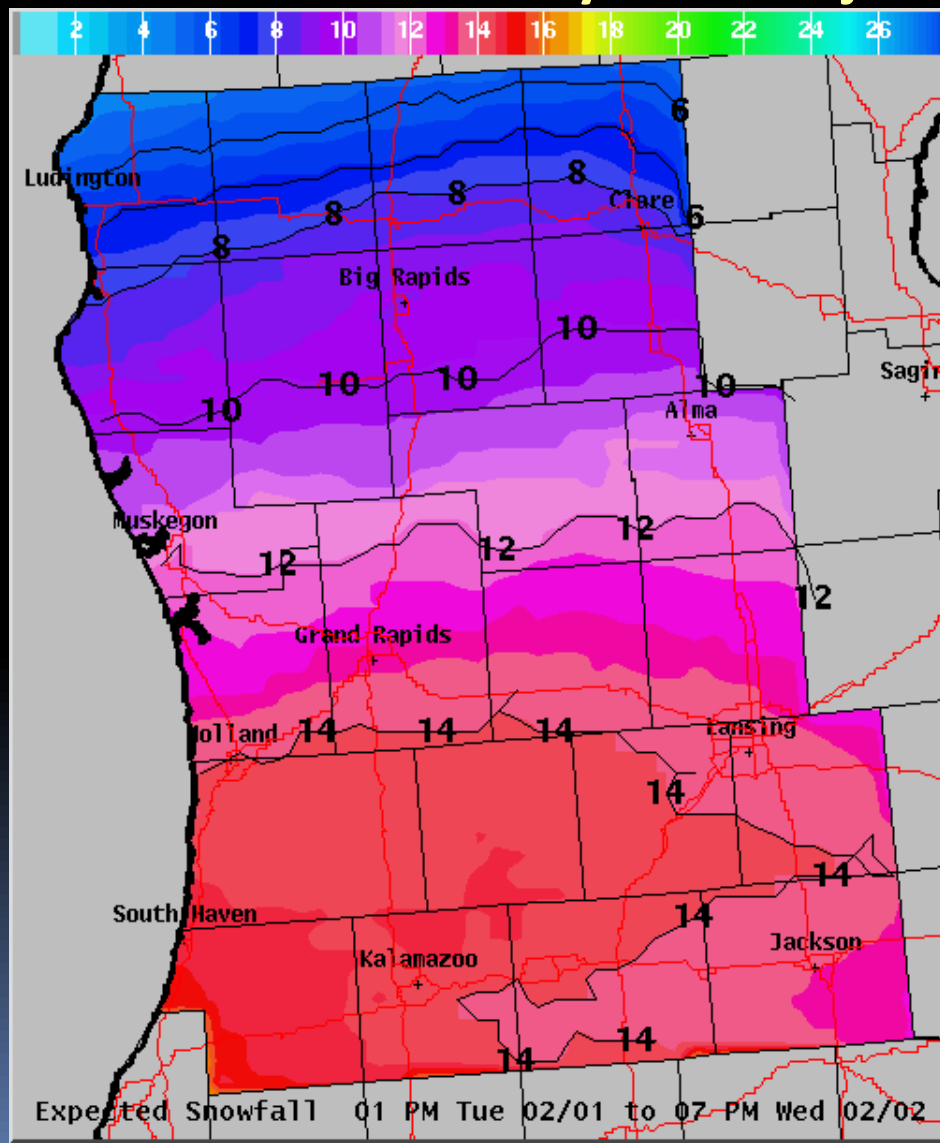 2 4 6 8 10 12 14 16 18 20 22 24 26
6
Ludington
8
8 Clare
8 6
8
Big Rapids
10
Sagin
10 10 10
10 Alma
Muskegon
12
12 12
12
Grand Rapids
Holland 14 14 14 Lansing
14
14
South Haven 14
Jackson
Kalamazoo
14
14
Expected Snowfall 01 PM Tue 02/01 to 07 PM Wed 02/02